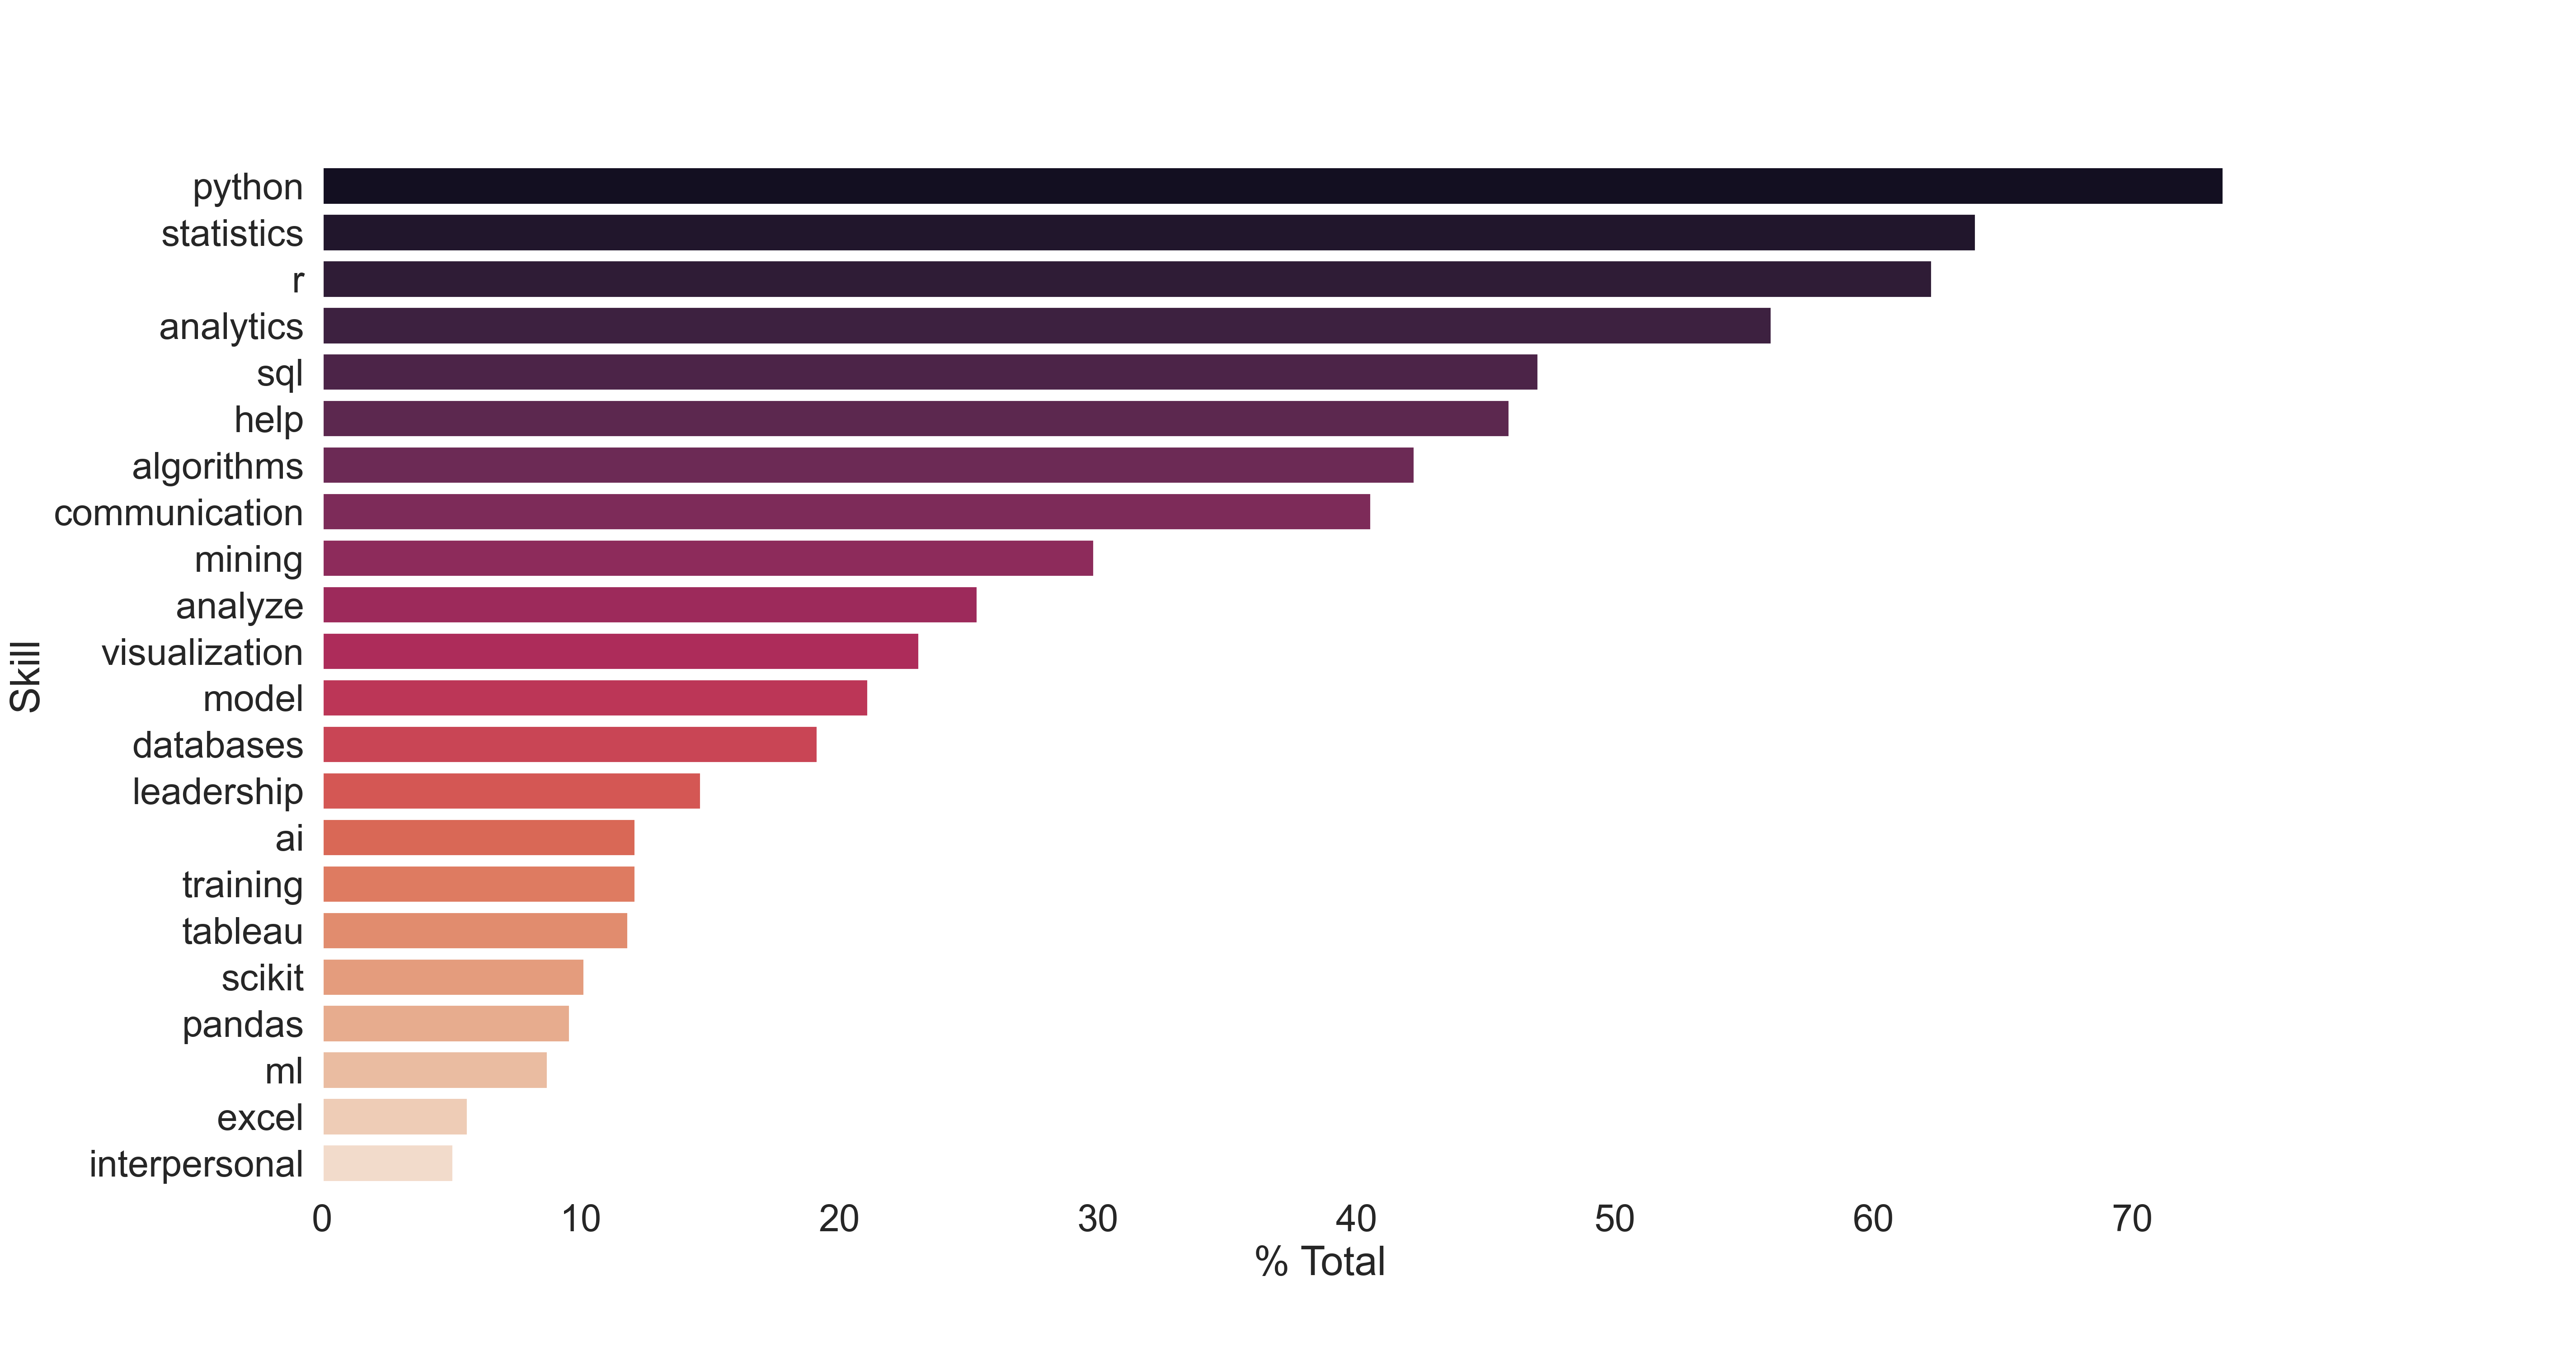 python
statistics
r
analytics
sql
help
algorithms
communication
mining
analyze
visualization
model
databases
leadership
ai
training
tableau
scikit
pandas
ml
excel
interpersonal
Skill
0 10 20 30 40 50 60 70
% Total